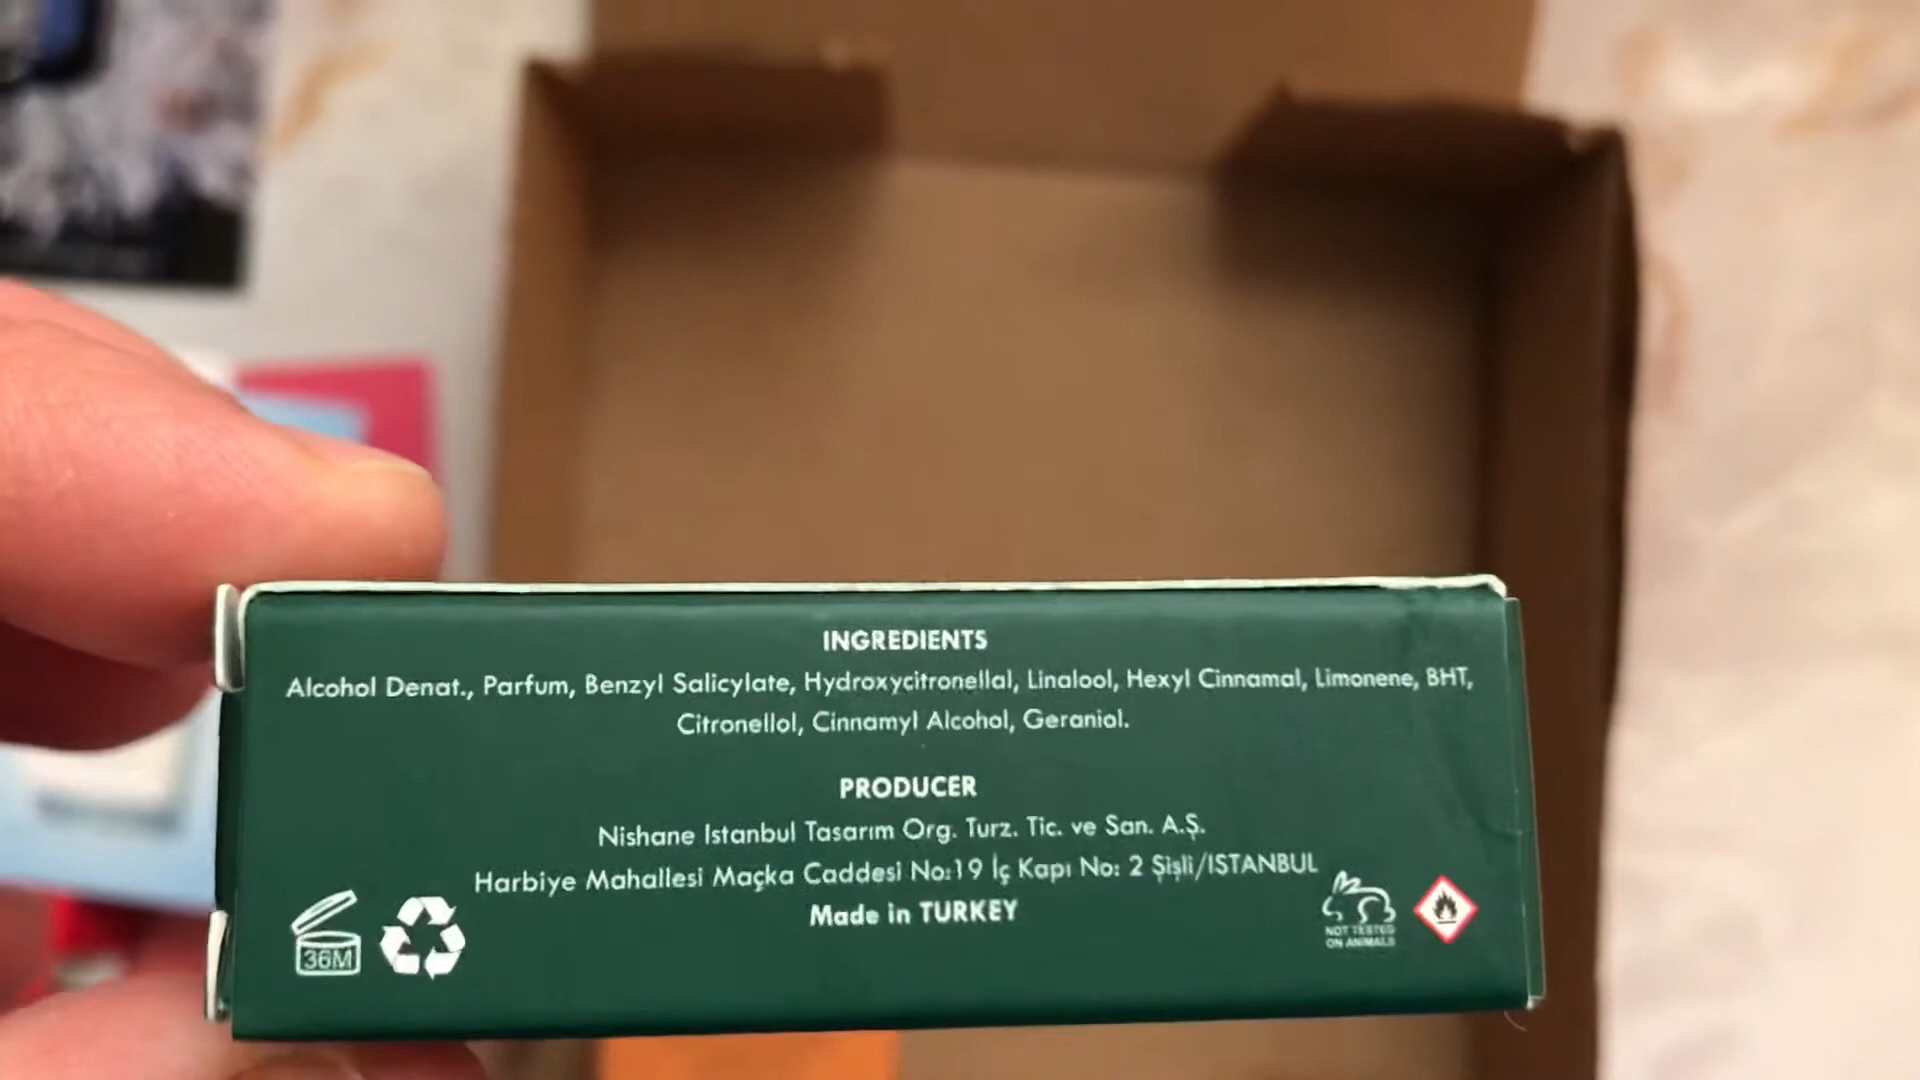 INGREDIENTS
Alcohol Denat., Parfum, Benzyl Salicylate, Hydroxycitronellal, Linalool, Hexyl Cinnamal, Limonene, BHT,
Citronellol, Cinnamyl Alcohol, Geraniol.
PRODUCER
Nishane Istanbul Tasarım Org. Turz. Tic. ve San. A.Ş.
Harbiye Mahallesi Maçka Caddesi No:19 İç Kapı No: 2 Şişli/ISTANBUL
Made in TURKEY
36M
NOT TESTED
ON ANIMALS